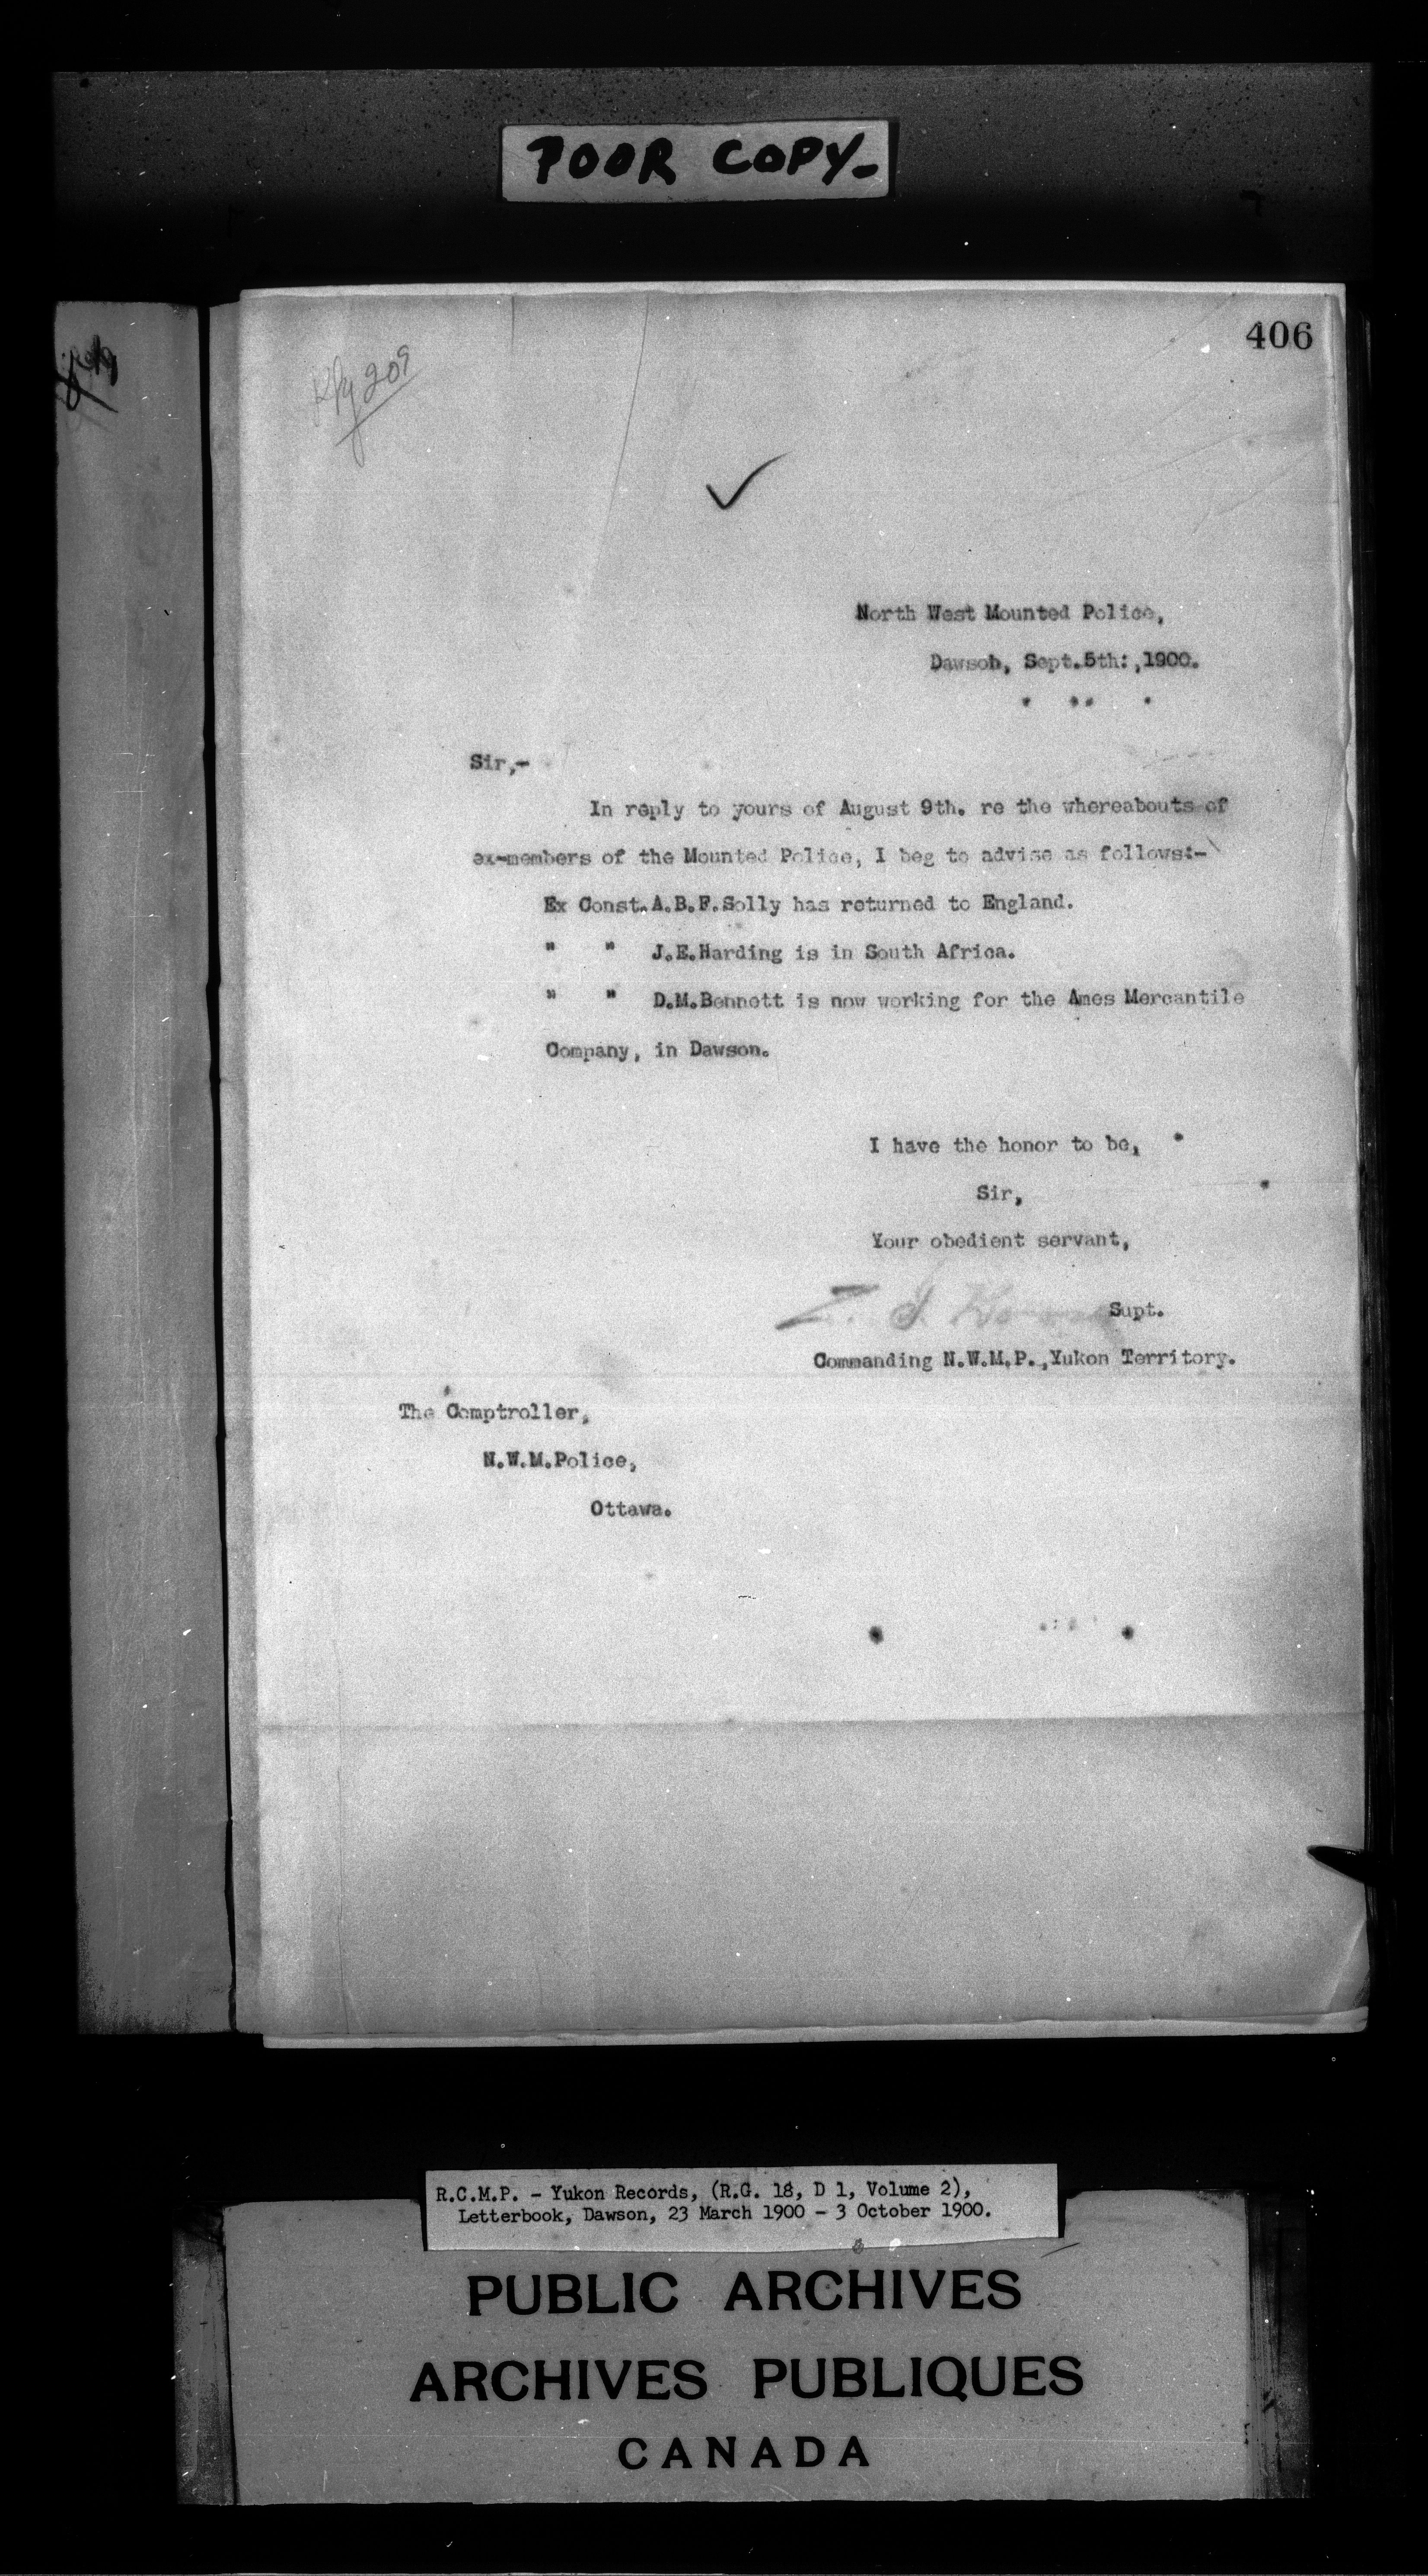 POOR COPY-
406
209
North West Mounted Police,
Dawson, Sept.5th:,1900.
Sir,-
In reply to yours of August 9th. re the whereabouts of
ex-members of the Mounted Police, I beg to advise as follows:-
Ex Const.A.B.F.Solly has returned to England.
" " J.E.Harding is in South Africa.
" " D.M.Bennett is now working for the Ames Mercantile
Company, in Dawson.
I have the honor to be,
Sir,
Your obedient servant,
Supt.
Commanding N.W.M.P.,Yukon Territory.
The Comptroller,
N.W.M.Police,
Ottawa.
R.C.M.P. - Yukon Records, (R.G. 18, D 1, Volume 2),
Letterbook, Dawson, 23 March 1900 - 3 October 1900.
PUBLIC ARCHIVES
ARCHIVES PUBLIQUES
CANADA